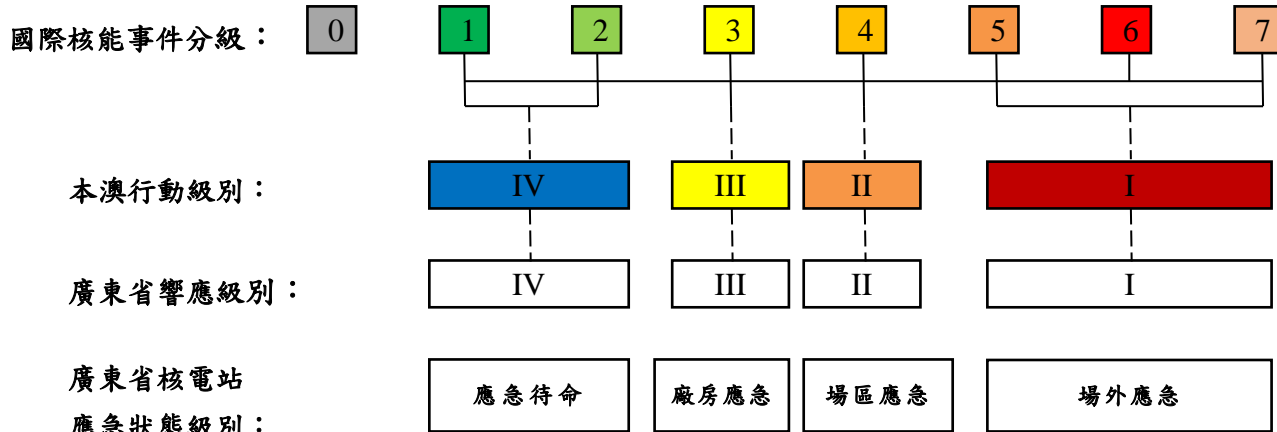 國際核能事件分級： 0 1 2 3 4 5 6 7
本澳行動級別： IV III II I
廣東省響應級別： IV III II I
廣東省核電站 應急待命 廠房應急 場區應急 場外應急
應急狀態級別：